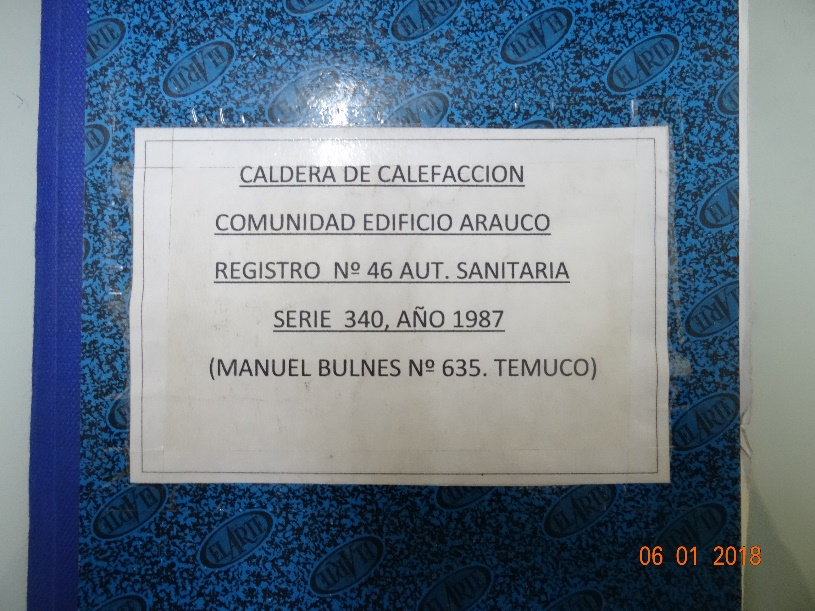 CALDERA DE CALEFACCION
COMUNIDAD EDIFICIO ARAUCO
REGISTRO Nº 46 AUT. SANITARIA
SERIE 340, AÑO 1987
(MANUEL BULNES Nº 635. TEMUCO)
06 01 2018